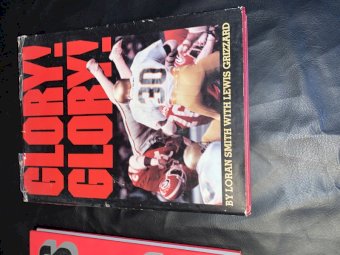 GLORY!
GLORY!
30
BY LORAN SMITH WITH LEWIS GRIZZARD
S